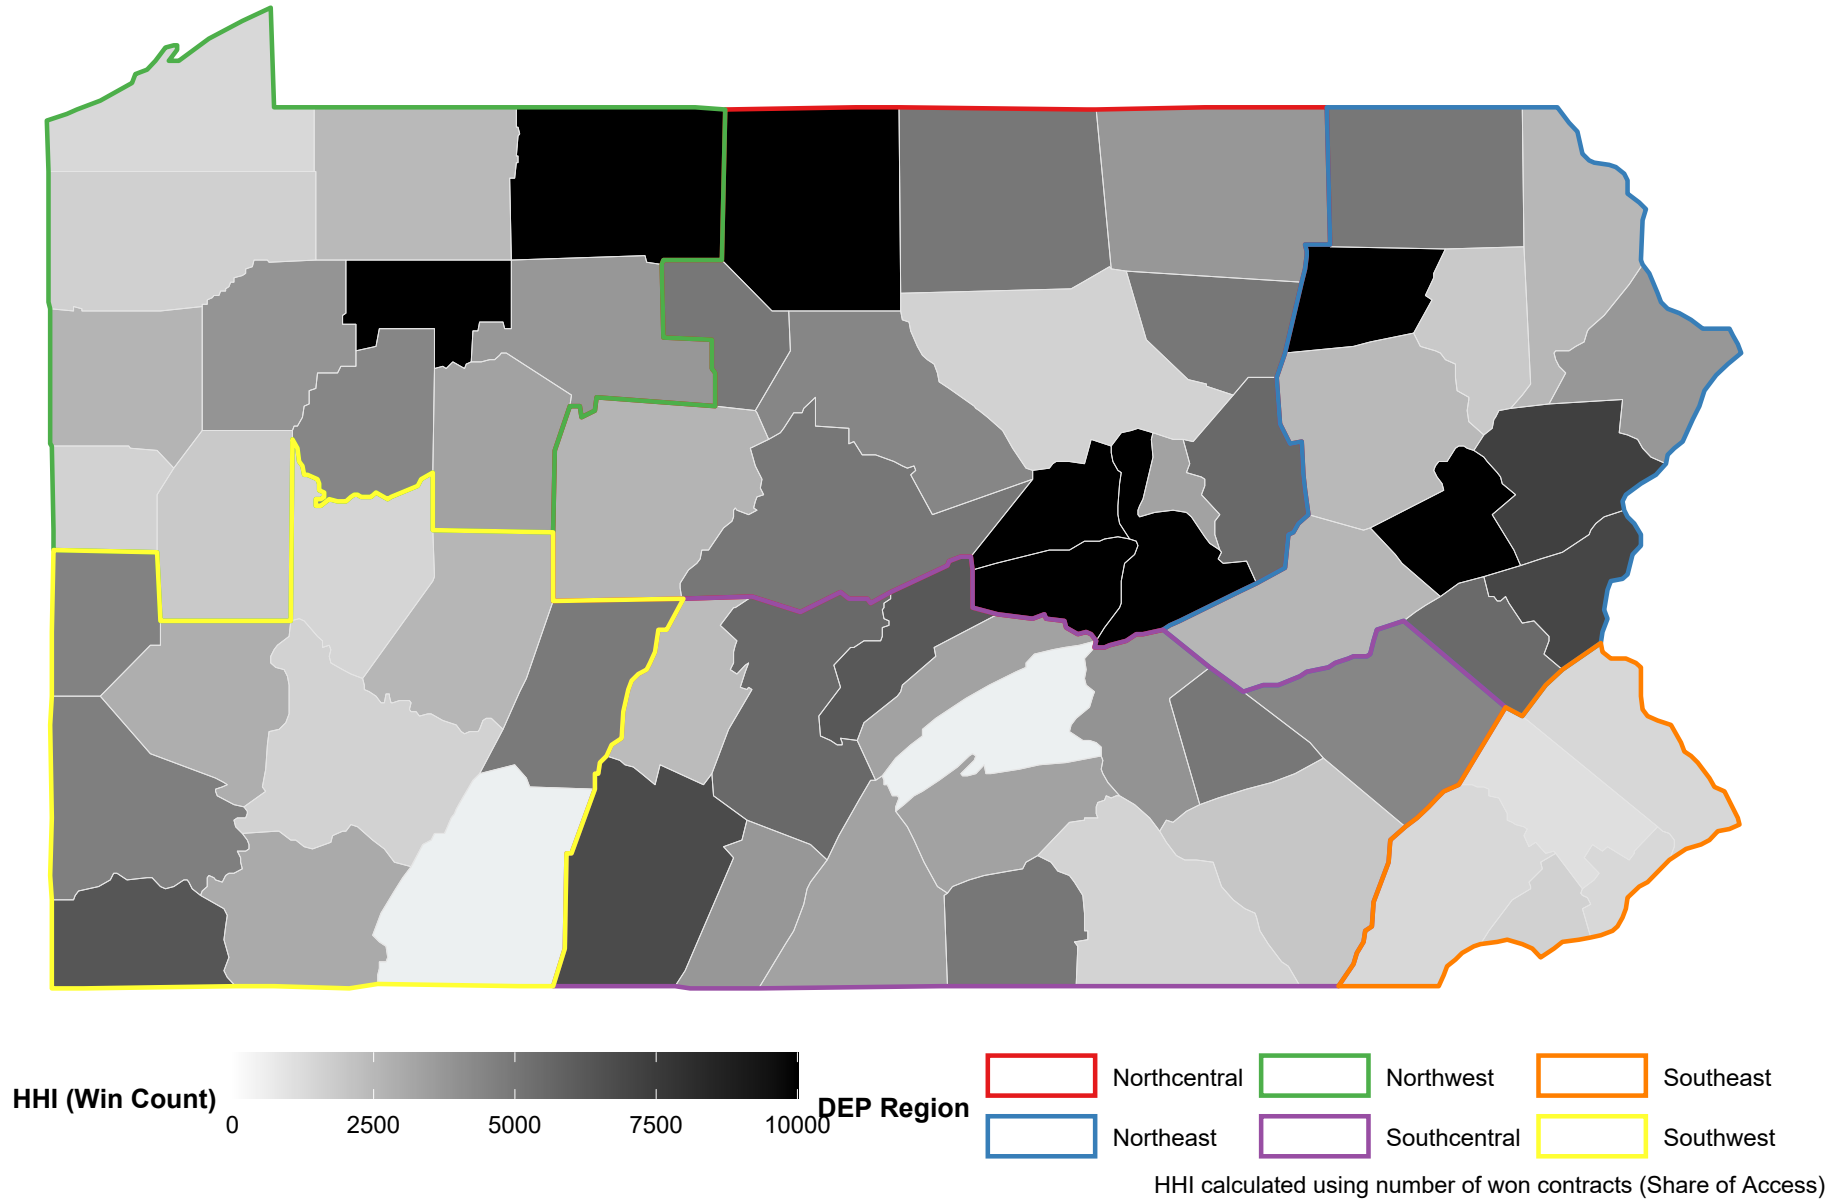 HHI (Win Count)
0 2500 5000 7500 10000
DEP Region
Northcentral Northwest Southeast
Northeast Southcentral Southwest
HHI calculated using number of won contracts (Share of Access)